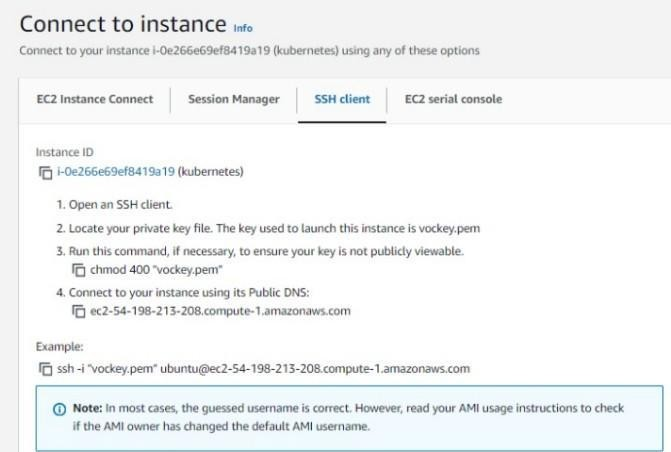 Connect to instance Info
Connect to your instance i-0e266e69ef8419a19 (kubernetes) using any of these options
EC2 Instance Connect Session Manager SSH client EC2 serial console
Instance ID
i-0e266e69ef8419a19 (kubernetes)
1. Open an SSH client.
2. Locate your private key file. The key used to launch this instance is vockey.pem
3. Run this command, if necessary, to ensure your key is not publicly viewable.
chmod 400 "vockey.pem"
4. Connect to your instance using its Public DNS:
ec2-54-198-213-208.compute-1.amazonaws.com
Example:
ssh -i "vockey.pem" ubuntu@ec2-54-198-213-208.compute-1.amazonaws.com
Note: In most cases, the guessed username is correct. However, read your AMI usage instructions to check
if the AMI owner has changed the default AMI username.